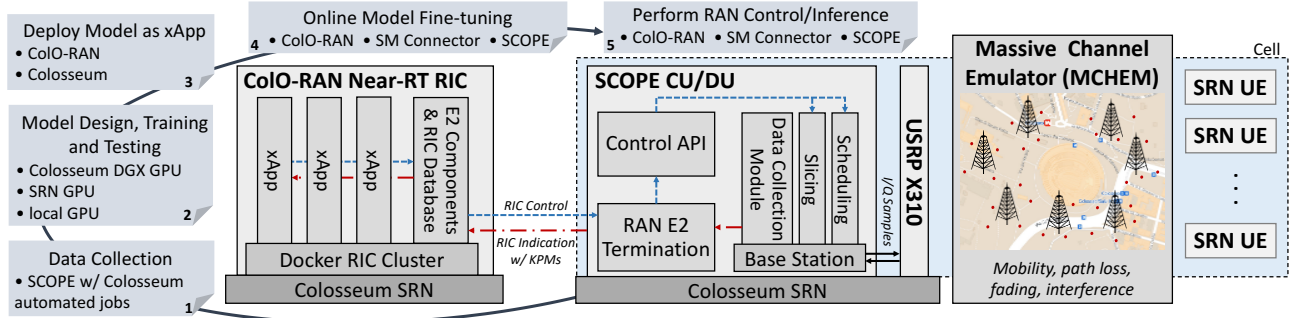 Deploy Model as xApp
• ColO-RAN
• Colosseum
3
Model Design, Training
and Testing
• Colosseum DGX GPU
• SRN GPU
• local GPU
2
Data Collection
• SCOPE w/ Colosseum
automated jobs
1
Online Model Fine-tuning
4 • ColO-RAN • SM Connector • SCOPE
Perform RAN Control/Inference
5 • ColO-RAN • SM Connector • SCOPE
ColO-RAN Near-RT RIC
xApp
xApp
xApp
E2 Components
& RIC Database
Docker RIC Cluster
Colosseum SRN
RIC Control
RIC Indication
w/ KPMs
SCOPE CU/DU
Control API
RAN E2
Termination
Data Collection
Module
Slicing
Scheduling
Base Station
Colosseum SRN
I/Q Samples
USRP X310
Massive Channel
Emulator (MCHEM)
Mobility, path loss,
fading, interference
Cell
SRN UE
SRN UE
SRN UE